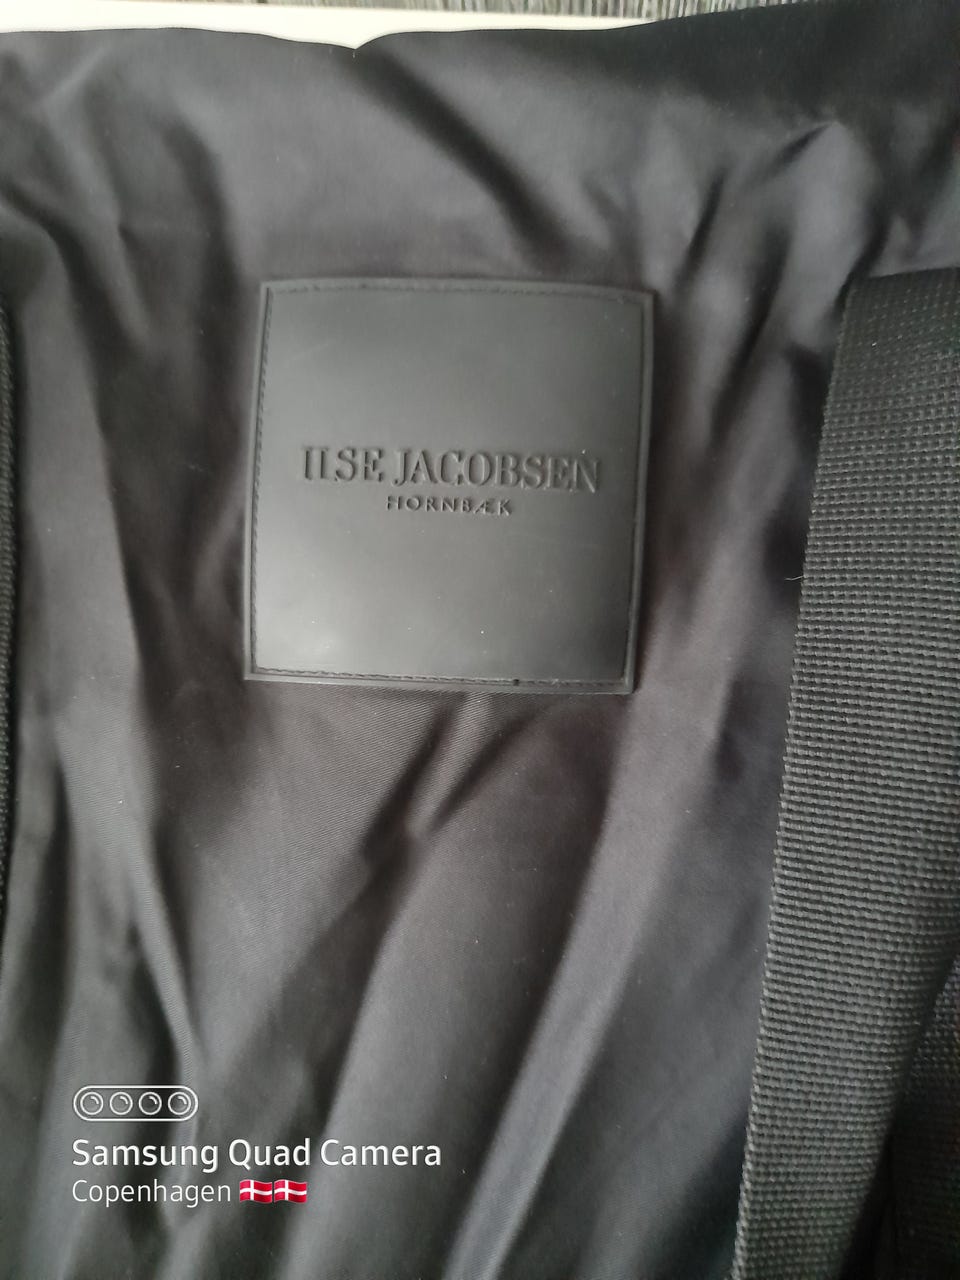 ILSE JACOBSEN
HORNBÆK
Samsung Quad Camera
Copenhagen 🇩🇰🇩🇰